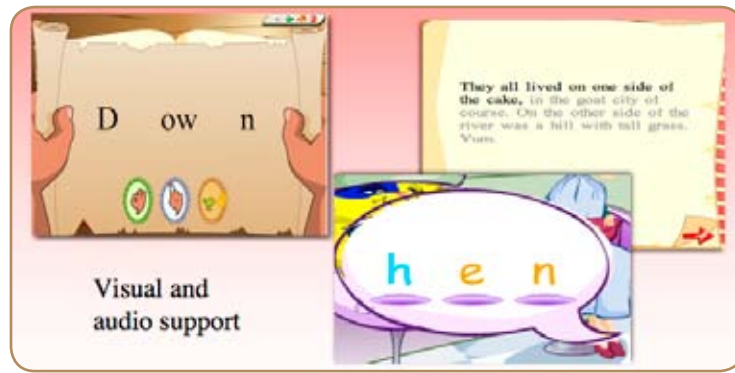 D ow n
They all lived on one side of
the cake, in the goat city of
course. On the other side of the
river was a hill with tall grass.
Yum.
h e n
Visual and
audio support